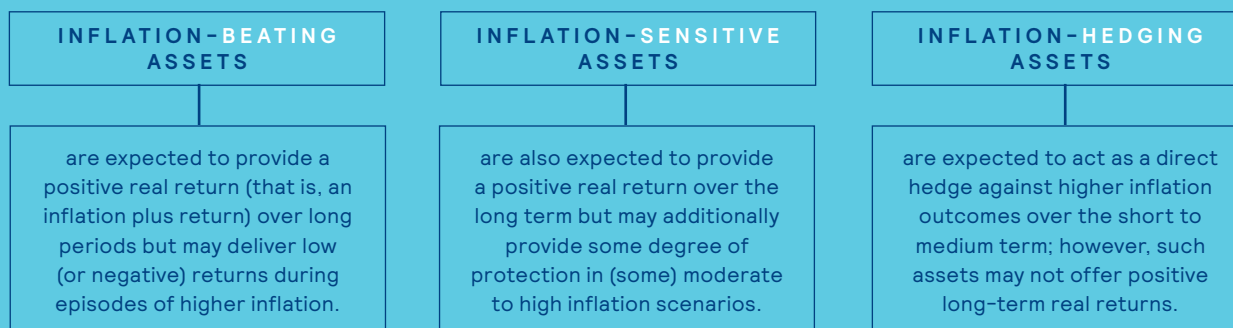 INFLATION-BEATING
ASSETS
are expected to provide a
positive real return (that is, an
inflation plus return) over long
periods but may deliver low
(or negative) returns during
episodes of higher inflation.
INFLATION-SENSITIVE
ASSETS
are also expected to provide
a positive real return over the
long term but may additionally
provide some degree of
protection in (some) moderate
to high inflation scenarios.
INFLATION-HEDGING
ASSETS
are expected to act as a direct
hedge against higher inflation
outcomes over the short to
medium term; however, such
assets may not offer positive
long-term real returns.